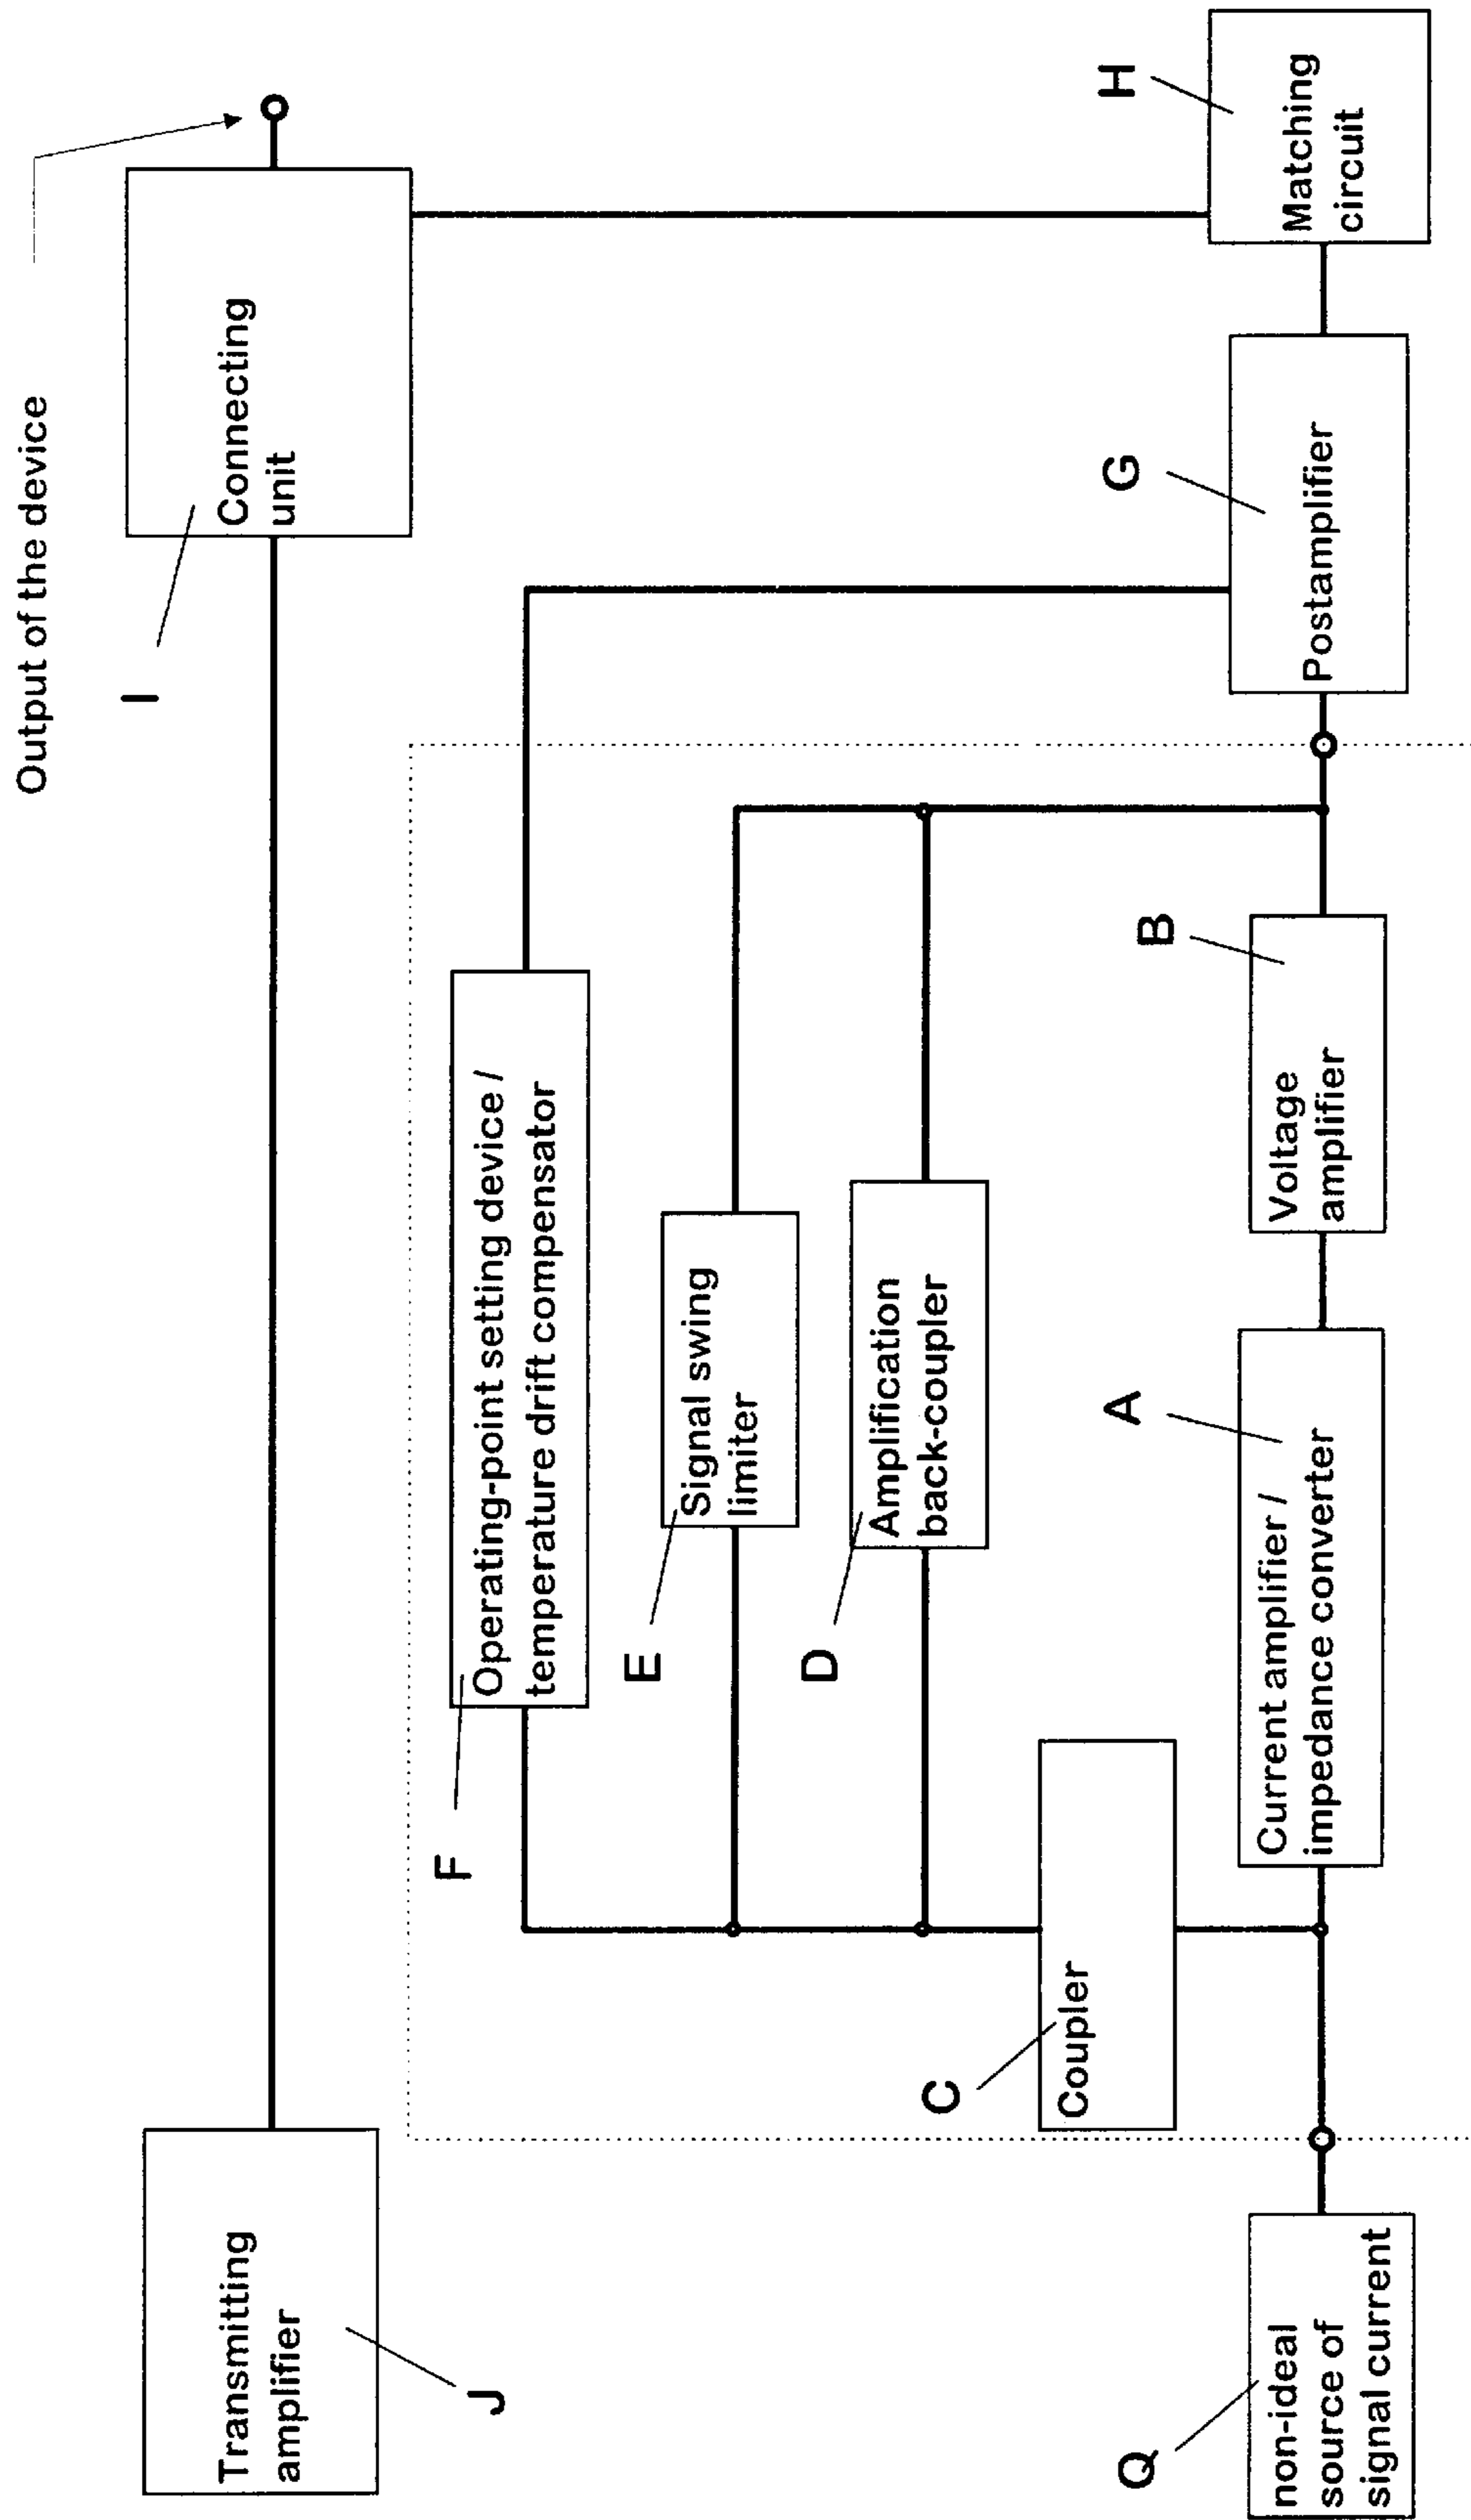 Output of the device
Transmitting
amplifier
J
I
Connecting
unit
F
Operating-point setting device /
temperature drift compensator
E
Signal swing
limiter
D
Amplification
back-coupler
C
Coupler
Q
non-ideal
source of
signal current
A
Current amplifier /
impedance converter
B
Voltage
amplifier
G
Postamplifier
H
Matching
circuit